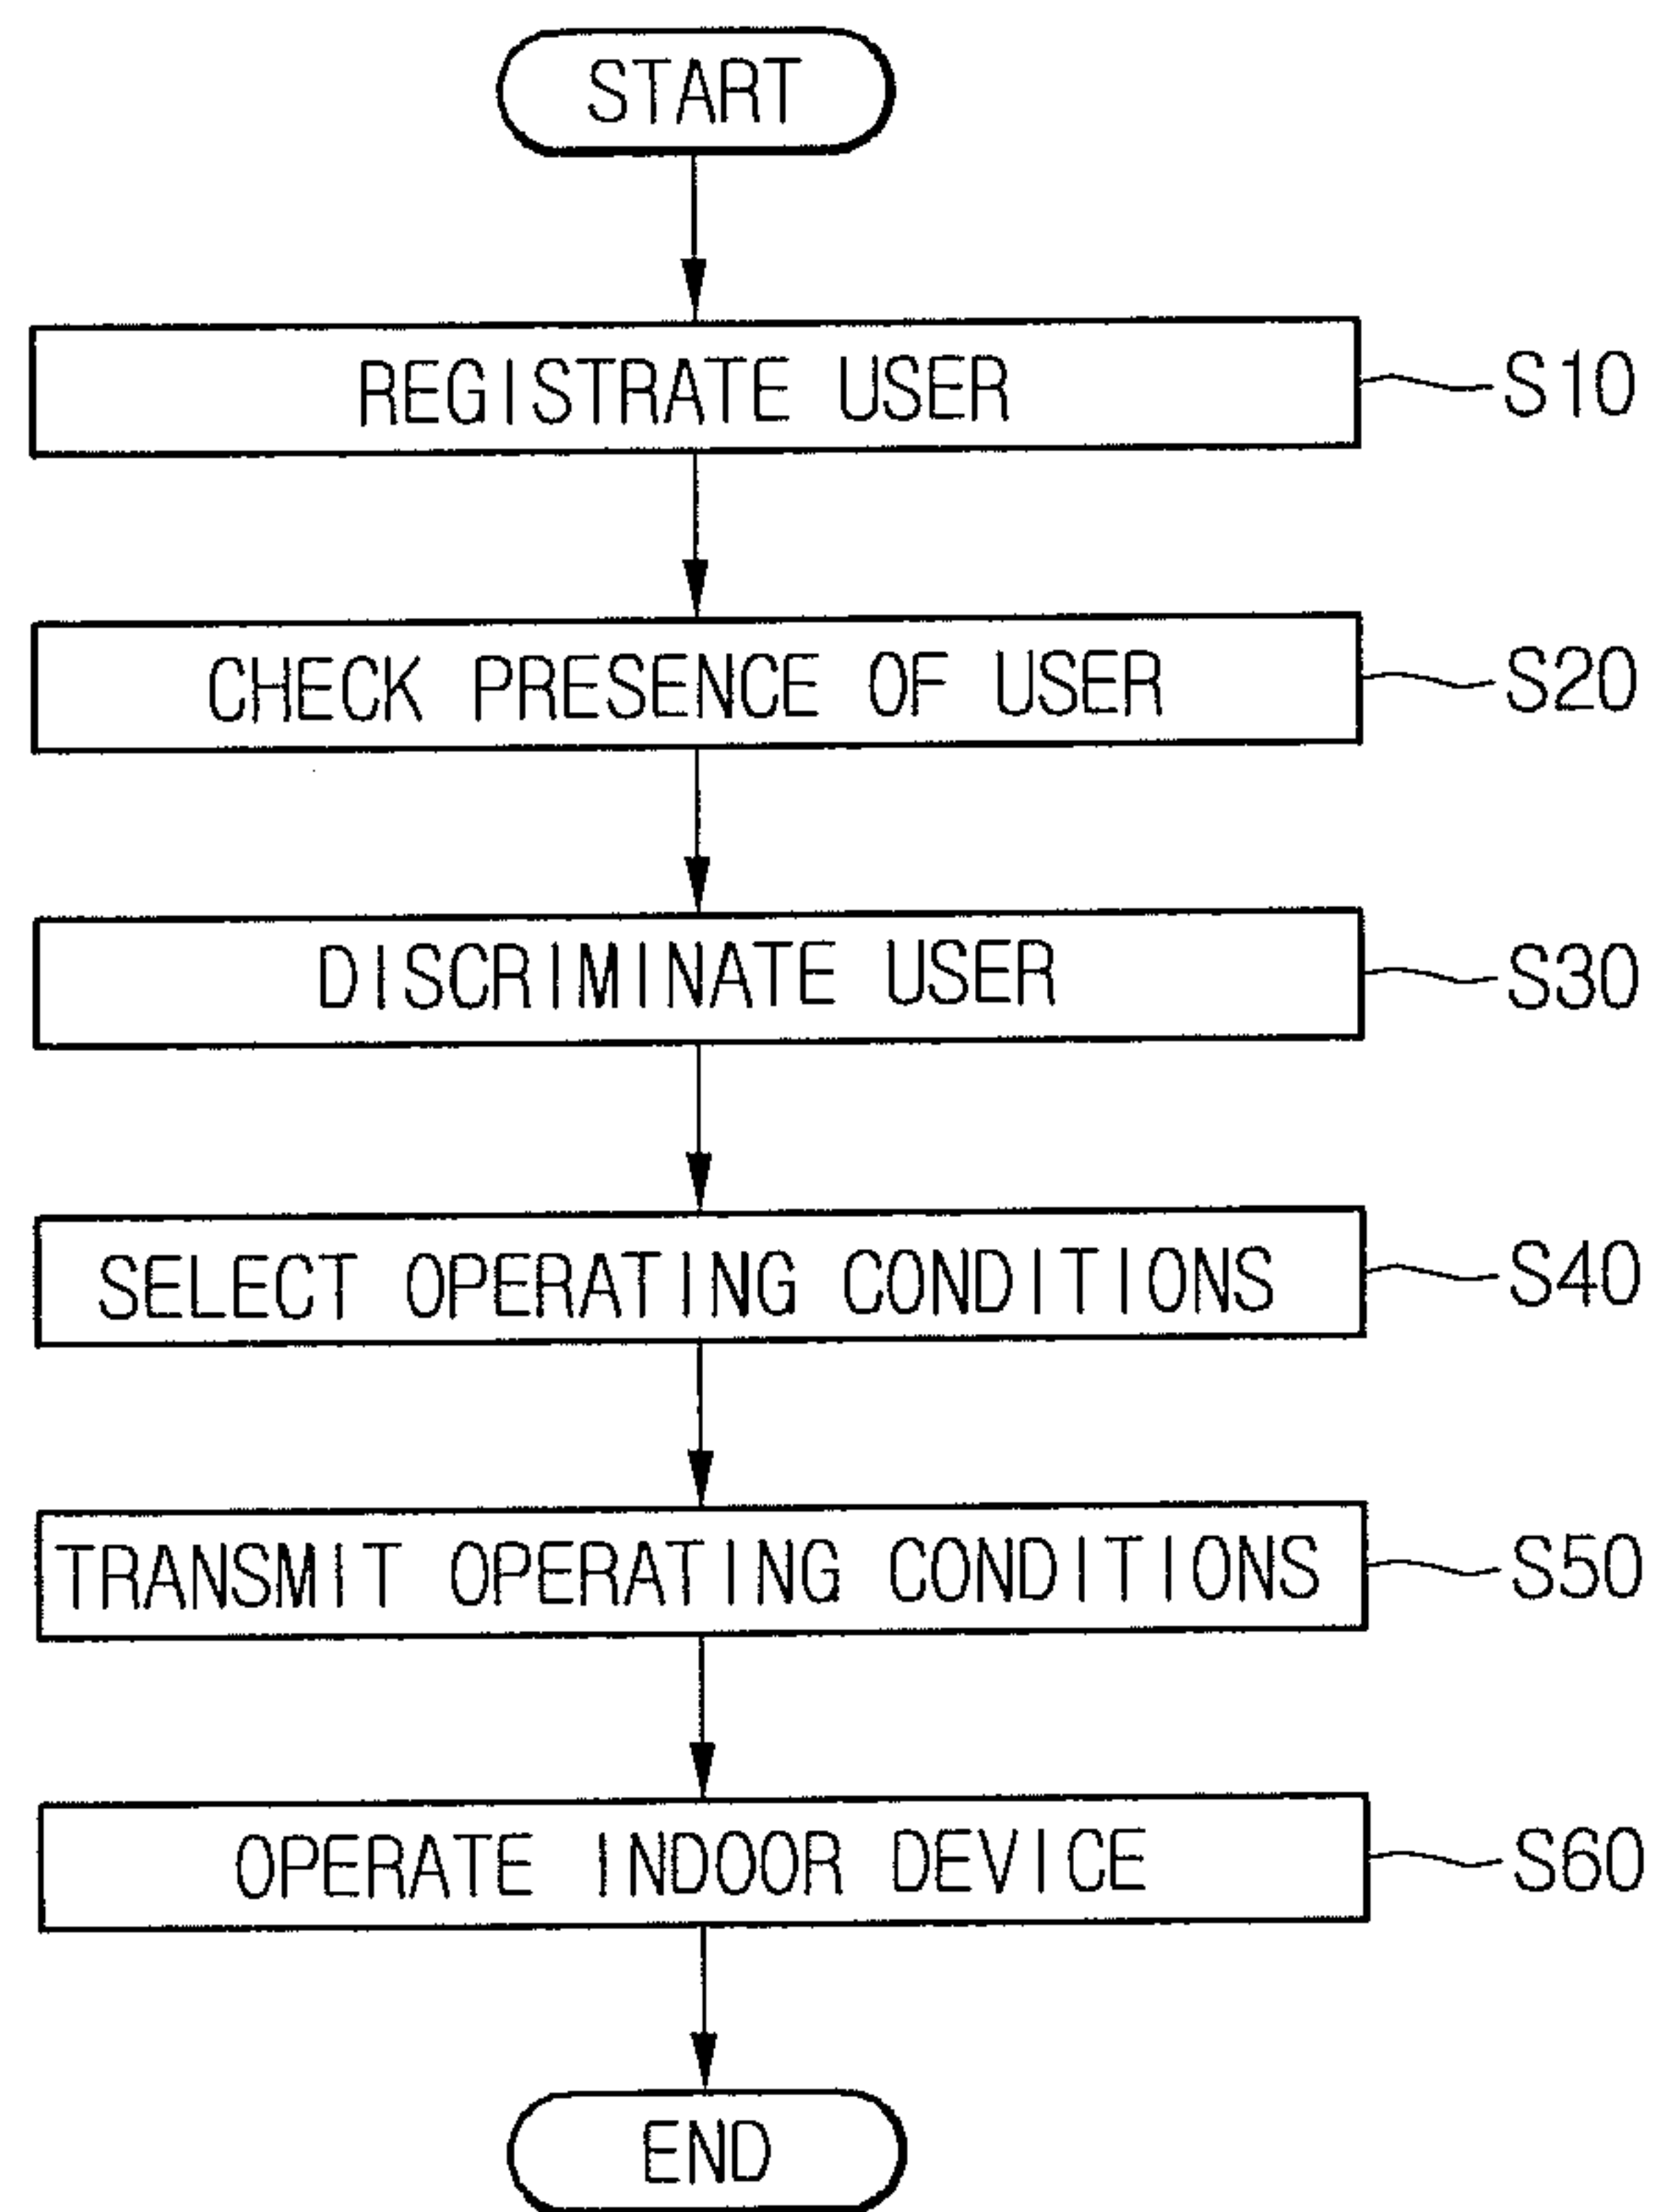 START
REGISTRATE USER S10
CHECK PRESENCE OF USER S20
DISCRIMINATE USER S30
SELECT OPERATING CONDITIONS S40
TRANSMIT OPERATING CONDITIONS S50
OPERATE INDOOR DEVICE S60
END